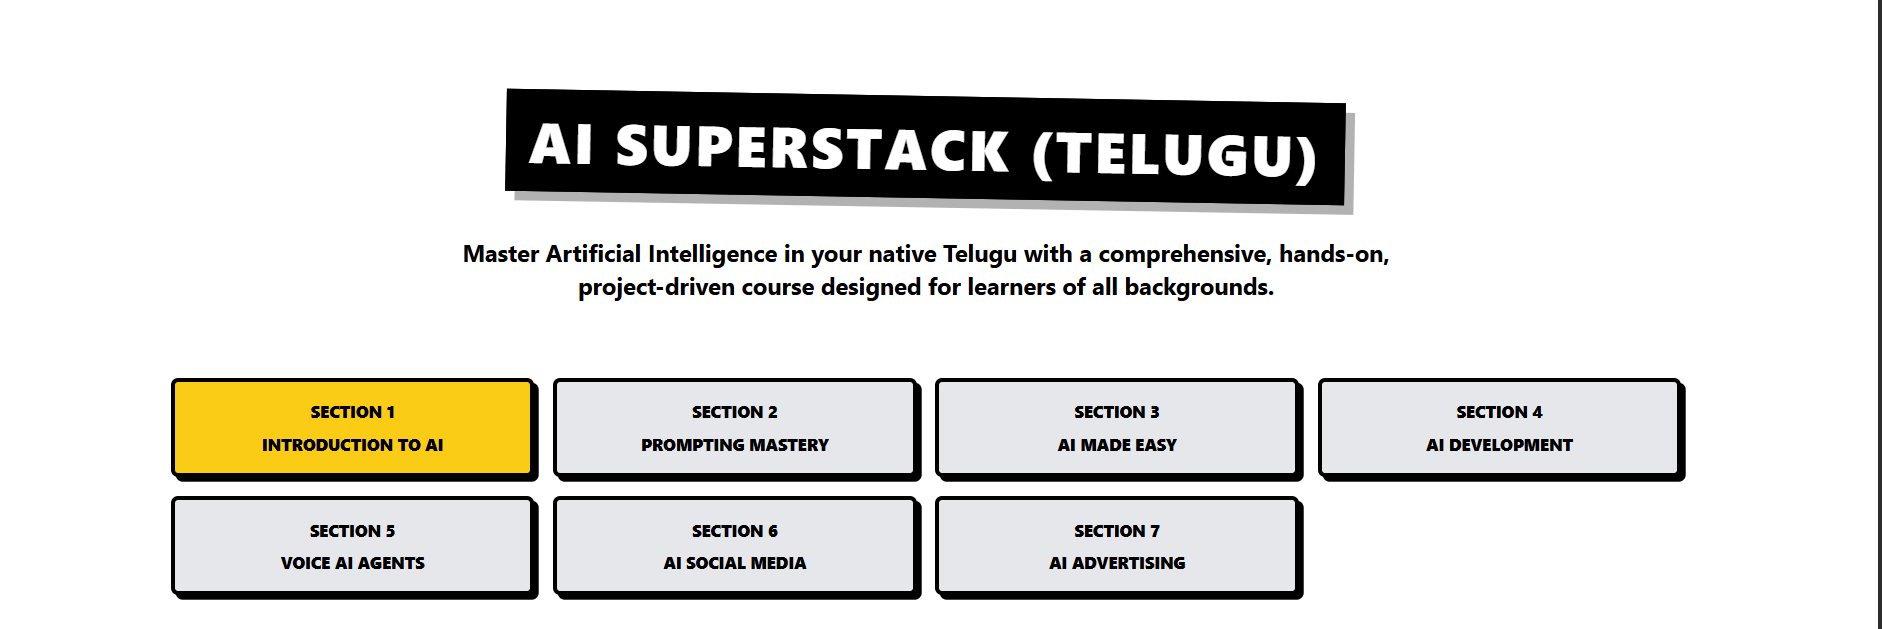 AI SUPERSTACK (TELUGU)
Master Artificial Intelligence in your native Telugu with a comprehensive, hands-on,
project-driven course designed for learners of all backgrounds.
SECTION 1
INTRODUCTION TO AI
SECTION 2
PROMPTING MASTERY
SECTION 3
AI MADE EASY
SECTION 4
AI DEVELOPMENT
SECTION 5
VOICE AI AGENTS
SECTION 6
AI SOCIAL MEDIA
SECTION 7
AI ADVERTISING